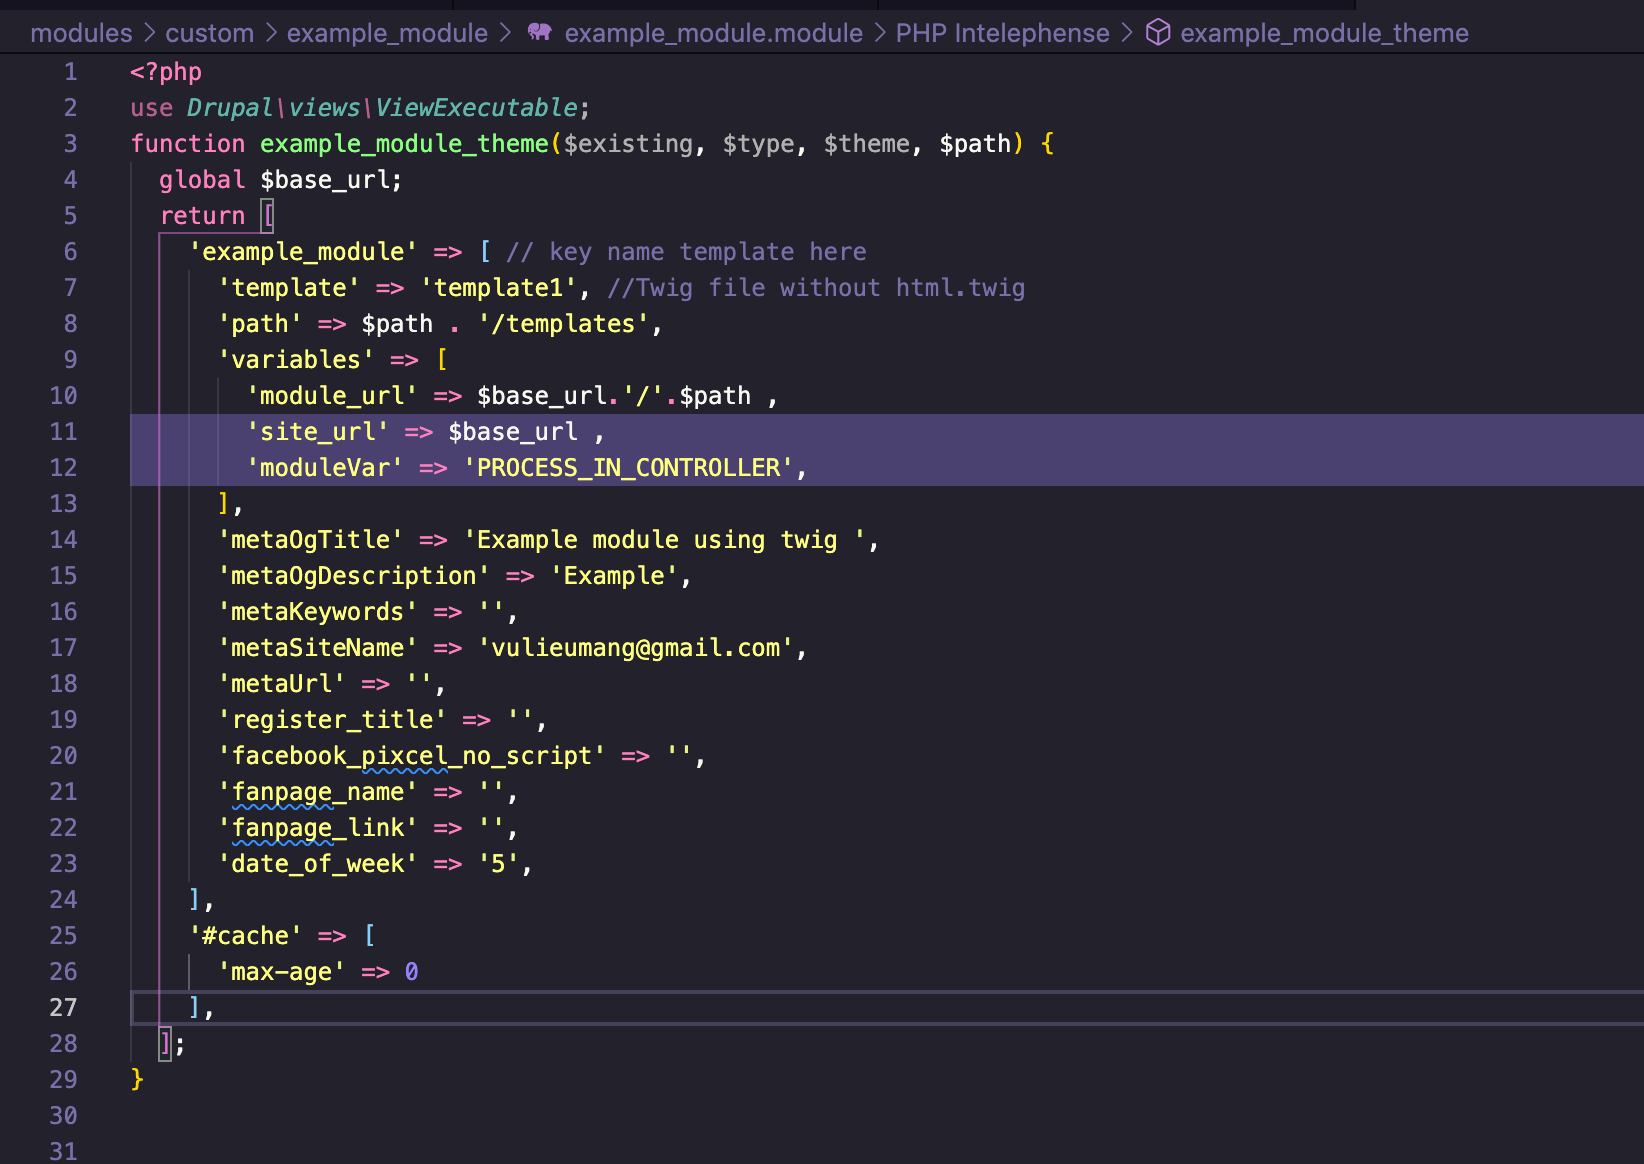 modules > custom > example_module > example_module.module > PHP Intelephense > example_module_theme
1 <?php
2 use Drupal\views\ViewExecutable;
3 function example_module_theme($existing, $type, $theme, $path) {
4 global $base_url;
5 return [
6 'example_module' => [ // key name template here
7 'template' => 'template1', //Twig file without html.twig
8 'path' => $path . '/templates',
9 'variables' => [
10 'module_url' => $base_url.'/'.$path ,
11 'site_url' => $base_url ,
12 'moduleVar' => 'PROCESS_IN_CONTROLLER',
13 ],
14 'metaOgTitle' => 'Example module using twig ',
15 'metaOgDescription' => 'Example',
16 'metaKeywords' => '',
17 'metaSiteName' => 'vulieumang@gmail.com',
18 'metaUrl' => '',
19 'register_title' => '',
20 'facebook_pixcel_no_script' => '',
21 'fanpage_name' => '',
22 'fanpage_link' => '',
23 'date_of_week' => '5',
24 ],
25 '#cache' => [
26 'max-age' => 0
27 ],
28 ];
29 }
30
31